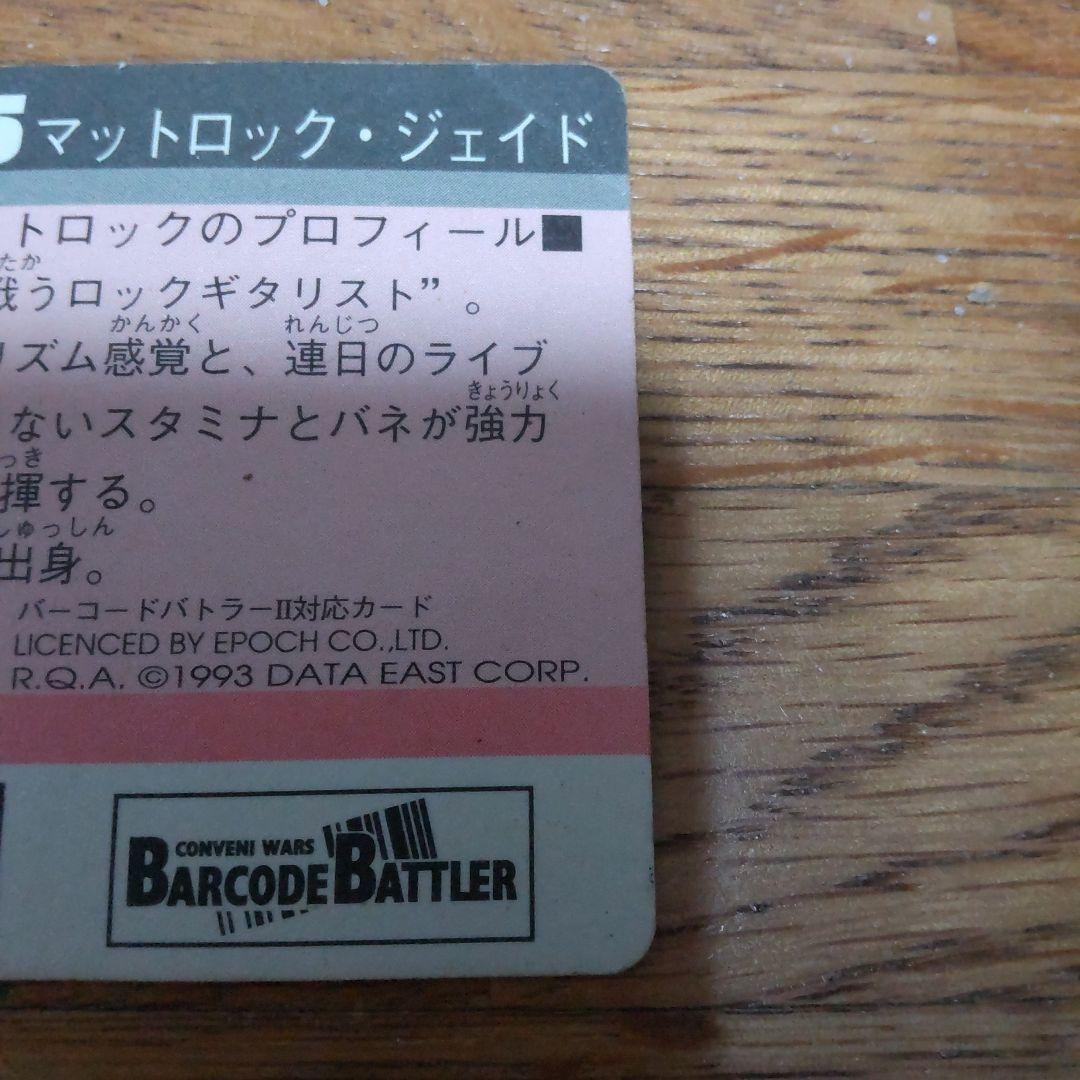 5 マットロック・ジェイド
トロックのプロフィール■
たか
戦うロックギタリスト”。
かんかく れんじつ
リズム感覚と、連日のライブ
きょうりょく
ないスタミナとバネが強力
っき
揮する。
しゅっしん
出身。
バーコードバトラーII対応カード
LICENCED BY EPOCH CO.,LTD.
R.Q.A. ©1993 DATA EAST CORP.
CONVENI WARS
BARCODE BATTLER